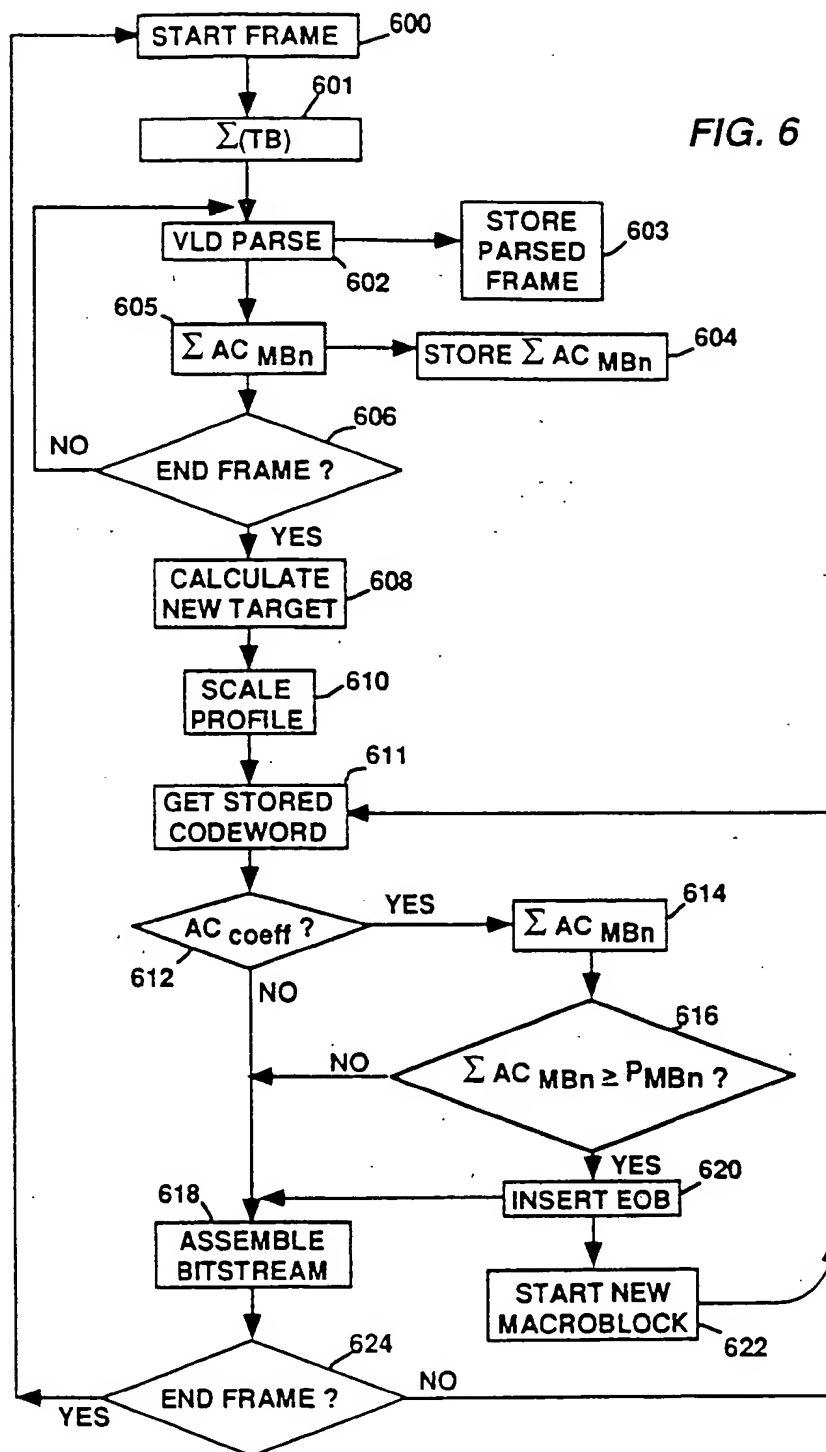 START FRAME
600
601
Σ(TB)
FIG. 6
VLD PARSE
602
STORE
PARSED
FRAME
603
605
Σ AC MBn
STORE Σ AC MBn
604
606
NO
END FRAME ?
YES
CALCULATE
NEW TARGET
608
SCALE
PROFILE
610
611
GET STORED
CODEWORD
AC coeff ?
YES
612
NO
Σ AC MBn
614
616
NO
Σ AC MBn ≥ PMBn ?
YES
618
INSERT EOB
620
ASSEMBLE
BITSTREAM
START NEW
MACROBLOCK
622
624
END FRAME ?
YES
NO